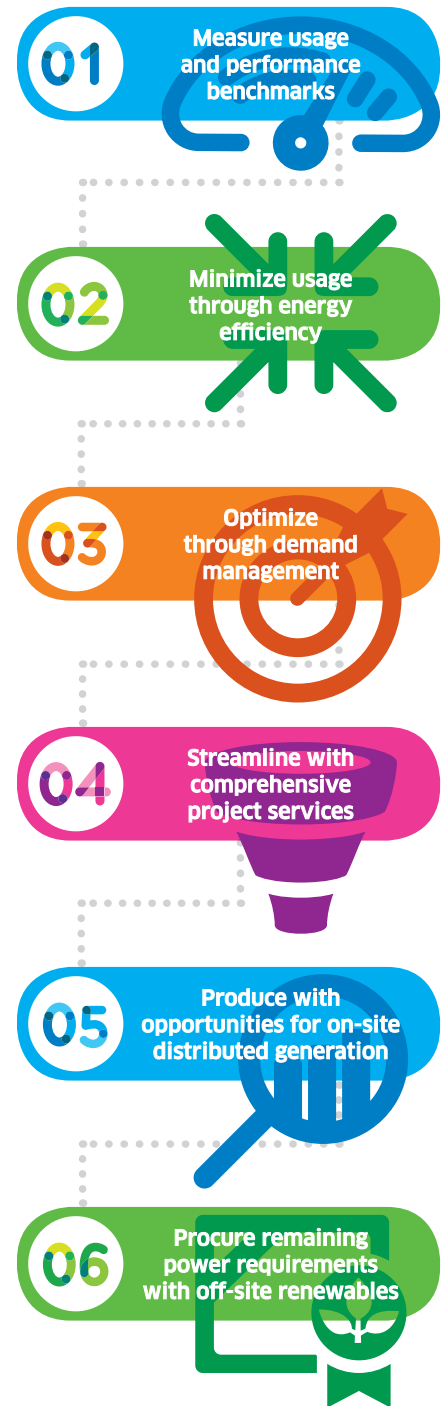 01
Measure usage
and performance
benchmarks
02
Minimize usage
through energy
efficiency
03
Optimize
through demand
management
04
Streamline with
comprehensive
project services
05
Produce with
opportunities for on-site
distributed generation
06
Procure remaining
power requirements
with off-site renewables